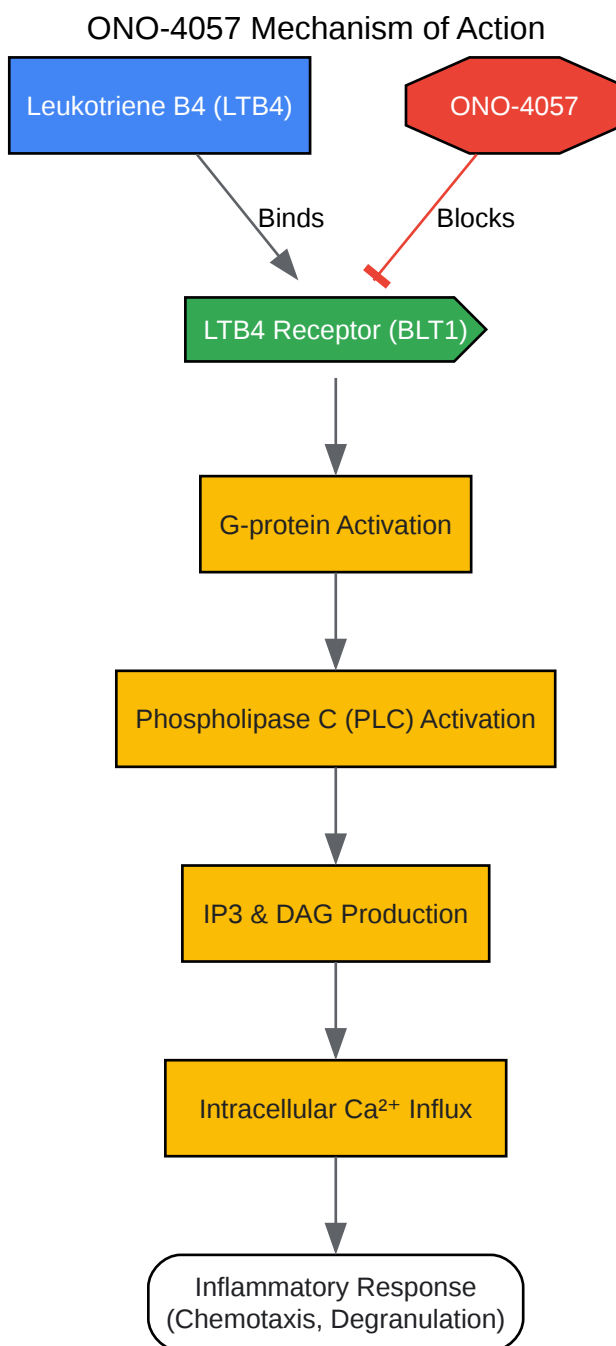 ONO-4057 Mechanism of Action
Leukotriene B4 (LTB4)
ONO-4057
Binds
Blocks
LTB4 Receptor (BLT1)
G-protein Activation
Phospholipase C (PLC) Activation
IP3 & DAG Production
Intracellular Ca²⁺ Influx
Inflammatory Response
(Chemotaxis, Degranulation)